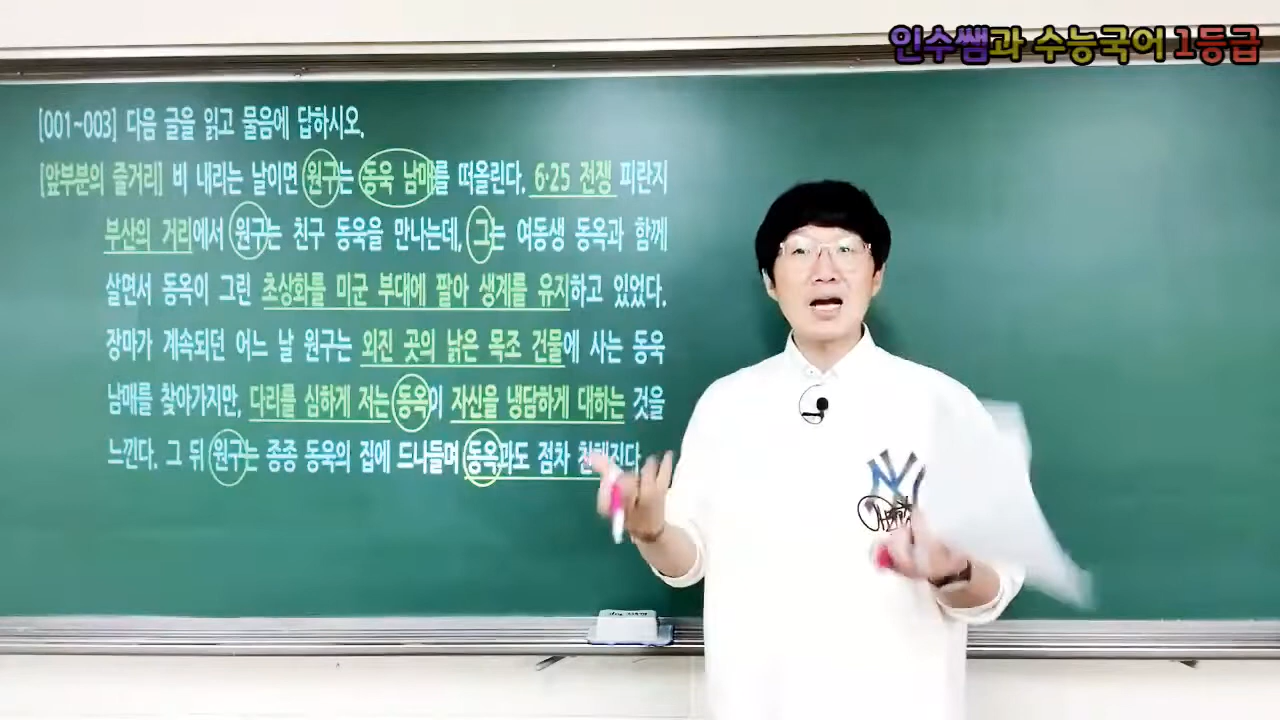 인수쌤과 수능국어 1등급
[001~003] 다음 글을 읽고 물음에 답하시오.
[앞부분의 줄거리] 비 내리는 날이면 원구는 동욱 남매를 떠올린다. 6·25 전쟁 피란지
부산의 거리에서 원구는 친구 동욱을 만나는데, 그는 여동생 동옥과 함께
살면서 동옥이 그린 초상화를 미군 부대에 팔아 생계를 유지하고 있었다.
장마가 계속되던 어느 날 원구는 외진 곳의 낡은 목조 건물에 사는 동욱
남매를 찾아가지만, 다리를 심하게 저는 동옥이 자신을 냉담하게 대하는 것을
느낀다. 그 뒤 원구는 종종 동욱의 집에 드나들며 동옥과도 점차 친해진다.
NY